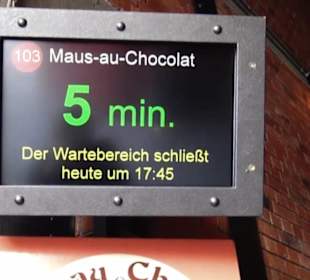 103 Maus-au-Chocolat
5 min.
Der Wartebereich schließt
heute um 17:45